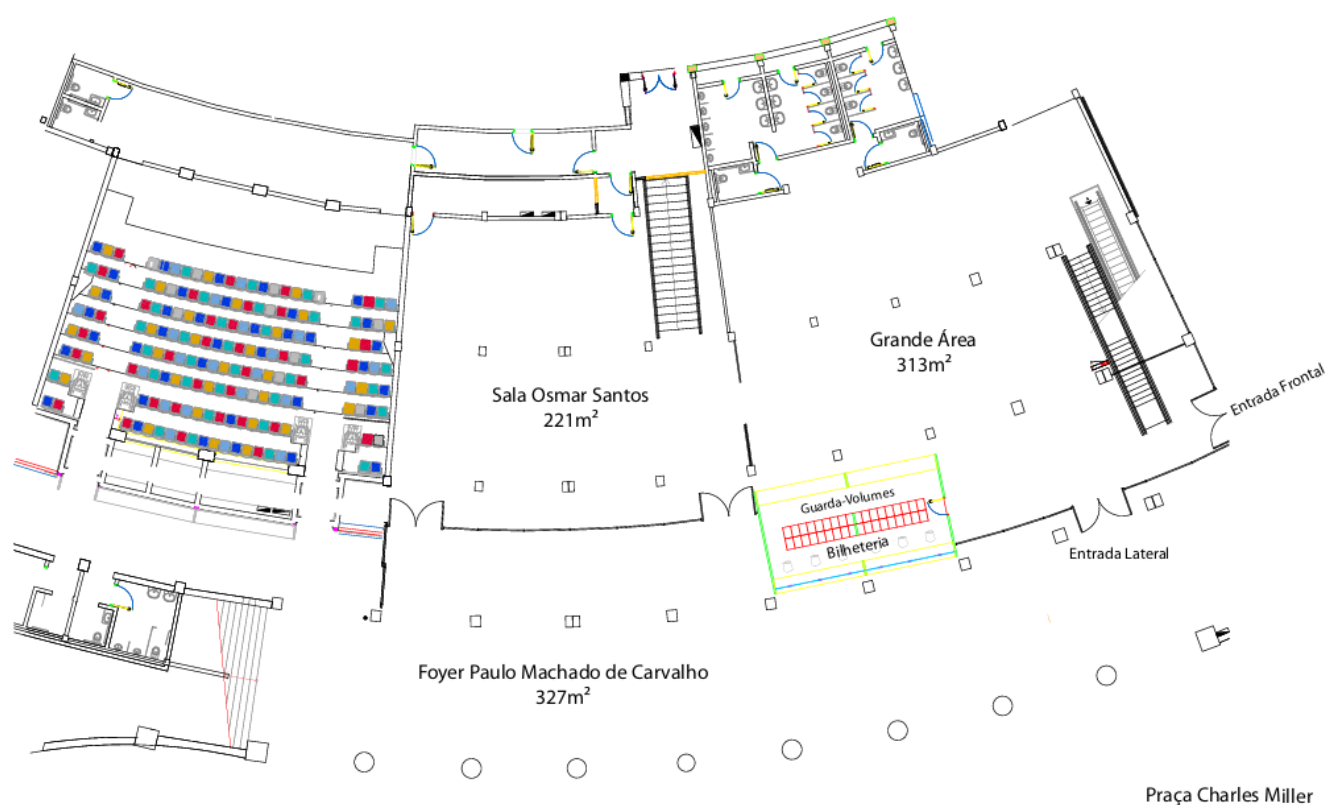 Grande Área
313m²
Sala Osmar Santos
221m²
Entrada Frontal
Guarda-Volumes
Bilheteria
Entrada Lateral
Foyer Paulo Machado de Carvalho
327m²
Praça Charles Miller